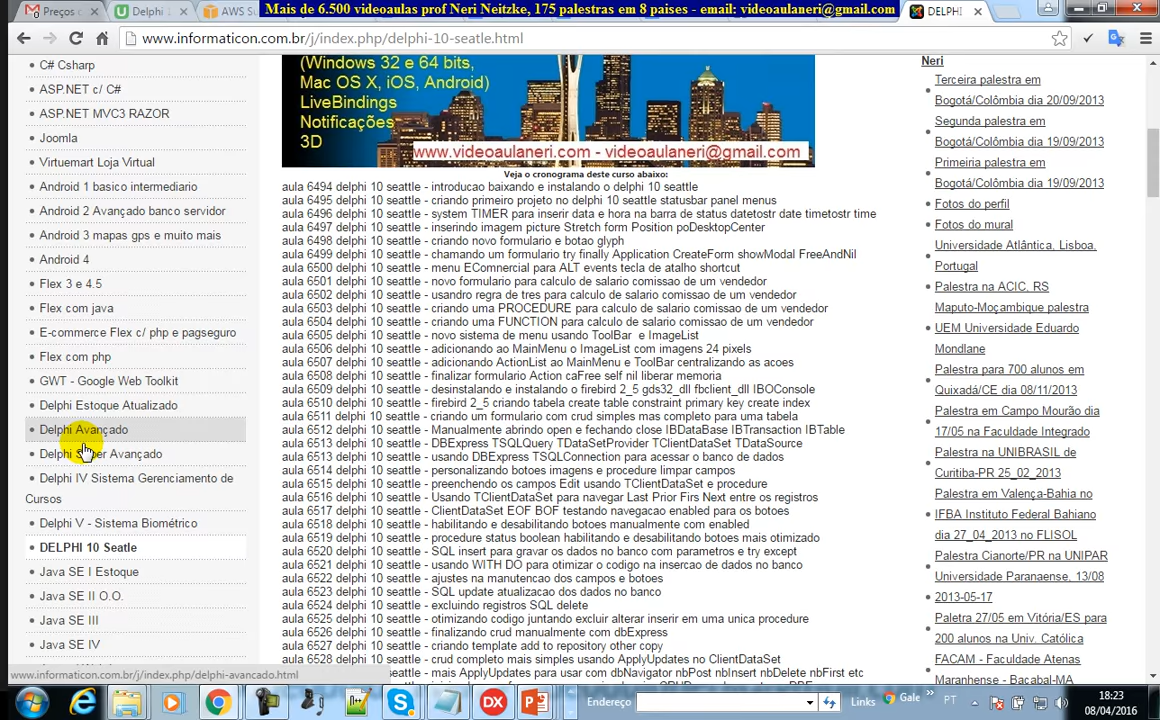 Preços c
Delphi 1
AWS Su
Mais de 6.500 videoaulas prof Neri Neitzke, 175 palestras em 8 paises - email: videoaulaneri@gmail.com
DELPHI
www.informaticon.com.br/j/index.php/delphi-10-seatle.html
C# Csharp
ASP.NET c/ C#
ASP.NET MVC3 RAZOR
Joomla
Virtuemart Loja Virtual
Android 1 basico intermediario
Android 2 Avançado banco servidor
Android 3 mapas gps e muito mais
Android 4
Flex 3 e 4.5
Flex com java
E-commerce Flex c/ php e pagseguro
Flex com php
GWT - Google Web Toolkit
Delphi Estoque Atualizado
Delphi Avançado
Delphi Super Avançado
Delphi IV Sistema Gerenciamento de
Cursos
Delphi V - Sistema Biométrico
DELPHI 10 Seatle
Java SE I Estoque
Java SE II O.O.
Java SE III
Java SE IV
www.informaticon.com.br/j/index.php/delphi-avancado.html
(Windows 32 e 64 bits,
Mac OS X, iOS, Android)
LiveBindings
Notificações
3D
www.videoaulaneri.com - videoaulaneri@gmail.com
Veja o cronograma deste curso abaixo:
aula 6494 delphi 10 seattle - introducao baixando e instalando o delphi 10 seattle
aula 6495 delphi 10 seattle - criando primeiro projeto no delphi 10 seattle statusbar panel menus
aula 6496 delphi 10 seattle - system TIMER para inserir data e hora na barra de status datetostr date timetostr time
aula 6497 delphi 10 seattle - inserindo imagem picture Stretch form Position poDesktopCenter
aula 6498 delphi 10 seattle - criando novo formulario e botao glyph
aula 6499 delphi 10 seattle - chamando um formulario try finally Application CreateForm showModal FreeAndNil
aula 6500 delphi 10 seattle - menu ECommercial para ALT events tecla de atalho shortcut
aula 6501 delphi 10 seattle - novo formulario para calculo de salario comissao de um vendedor
aula 6502 delphi 10 seattle - usandro regra de tres para calculo de salario comissao de um vendedor
aula 6503 delphi 10 seattle - criando uma PROCEDURE para calculo de salario comissao de um vendedor
aula 6504 delphi 10 seattle - criando uma FUNCTION para calculo de salario comissao de um vendedor
aula 6505 delphi 10 seattle - novo sistema de menu usando ToolBar e ImageList
aula 6506 delphi 10 seattle - adicionando ao MainMenu o ImageList com imagens 24 pixels
aula 6507 delphi 10 seattle - adicionando ActionList ao MainMenu e ToolBar centralizando as acoes
aula 6508 delphi 10 seattle - finalizar formulario Action caFree self nil liberar memoria
aula 6509 delphi 10 seattle - desinstalando e instalando o firebird 2_5 gds32_dll fbclient_dll IBOConsole
aula 6510 delphi 10 seattle - firebird 2_5 criando tabela create table constraint primary key create index
aula 6511 delphi 10 seattle - criando um formulario com crud simples mas completo para uma tabela
aula 6512 delphi 10 seattle - Manualmente abrindo open e fechando close IBDataBase IBTransaction IBTable
aula 6513 delphi 10 seattle - DBExpress TSQLQuery TDataSetProvider TClientDataSet TDataSource
aula 6513 delphi 10 seattle - usando DBExpress TSQLConnection para acessar o banco de dados
aula 6514 delphi 10 seattle - personalizando botoes imagens e procedure limpar campos
aula 6515 delphi 10 seattle - preenchendo os campos Edit usando TClientDataSet e procedure
aula 6516 delphi 10 seattle - Usando TClientDataSet para navegar Last Prior Firs Next entre os registros
aula 6517 delphi 10 seattle - ClientDataSet EOF BOF testando navegacao enabled para os botoes
aula 6518 delphi 10 seattle - habilitando e desabilitando botoes manualmente com enabled
aula 6519 delphi 10 seattle - procedure status boolean habilitando e desabilitando botoes mais otimizado
aula 6520 delphi 10 seattle - SQL insert para gravar os dados no banco com parametros e try except
aula 6521 delphi 10 seattle - usando WITH DO para otimizar o codigo na insercao de dados no banco
aula 6522 delphi 10 seattle - ajustes na manutencao dos campos e botoes
aula 6523 delphi 10 seattle - SQL update atualizacao dos dados no banco
aula 6524 delphi 10 seattle - excluindo registros SQL delete
aula 6525 delphi 10 seattle - otimizando codigo juntando excluir alterar inserir em uma unica procedure
aula 6526 delphi 10 seattle - finalizando crud manualmente com dbExpress
aula 6527 delphi 10 seattle - criando template add to repository other copy
aula 6528 delphi 10 seattle - crud completo mais simples usando ApplyUpdates no ClientDataSet
aula 6529 delphi 10 seattle - mais ApplyUpdates para usar com dbNavigator nbPost nbInsert nbDelete nbFirst etc
Neri
Terceira palestra em
Bogotá/Colômbia dia 20/09/2013
Segunda palestra em
Bogotá/Colômbia dia 19/09/2013
Primeiria palestra em
Bogotá/Colômbia dia 19/09/2013
Fotos do perfil
Fotos do mural
Universidade Atlântica, Lisboa,
Portugal
Palestra na ACIC, RS
Maputo-Moçambique palestra
UEM Universidade Eduardo
Mondlane
Palestra para 700 alunos em
Quixadá/CE dia 08/11/2013
Palestra em Campo Mourão dia
17/05 na Faculdade Integrado
Palestra na UNIBRASIL de
Curitiba-PR 25_02_2013
Palestra em Valença-Bahia no
IFBA Instituto Federal Bahiano
dia 27_04_2013 no FLISOL
Palestra Cianorte/PR na UNIPAR
Universidade Paranaense, 13/08
2013-05-17
Paletra 27/05 em Vitória/ES para
200 alunos na Univ. Católica
FACAM - Faculdade Atenas
Maranhense - Bacabal-MA
Endereço
Links
Gale
PT
18:23
08/04/2016